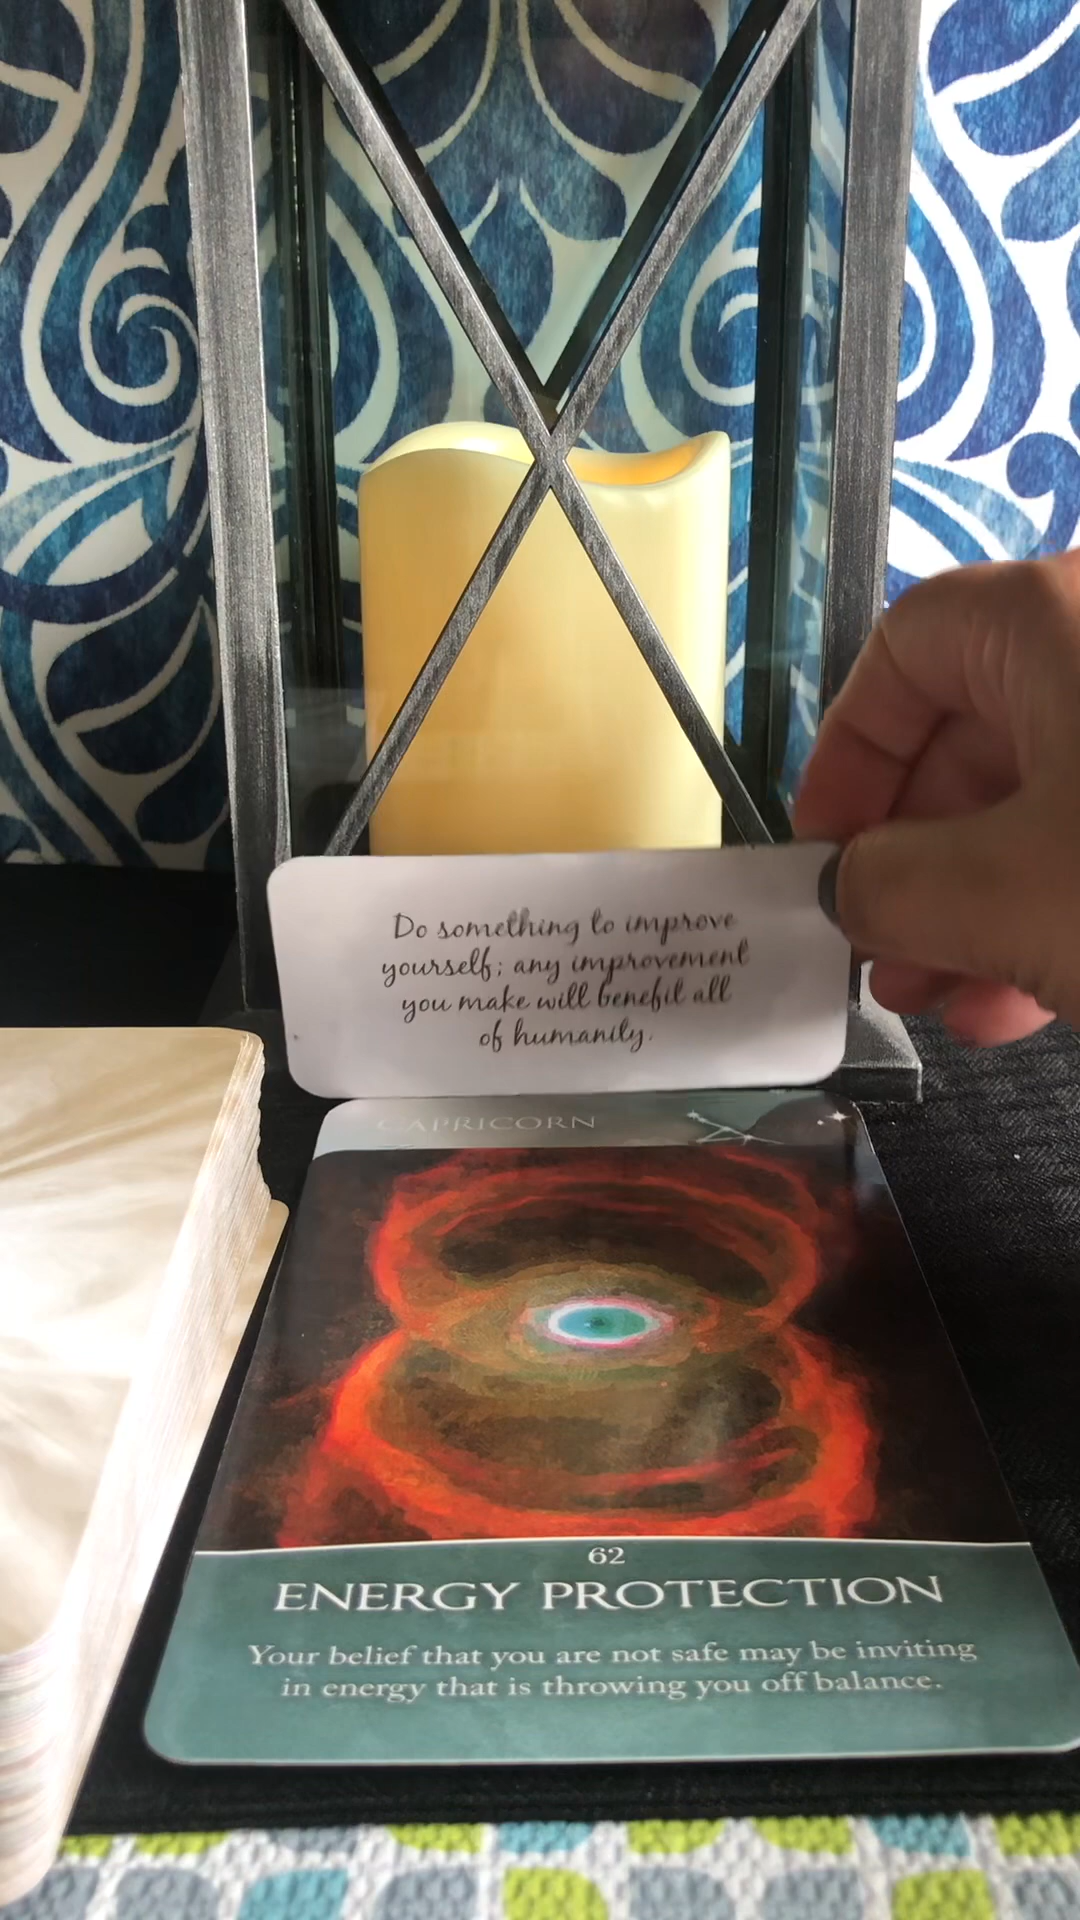 Do something to improve
yourself; any improvement
you make will benefit all
of humanity.
CAPRICORN
62
ENERGY PROTECTION
Your belief that you are not safe may be inviting
in energy that is throwing you off balance.